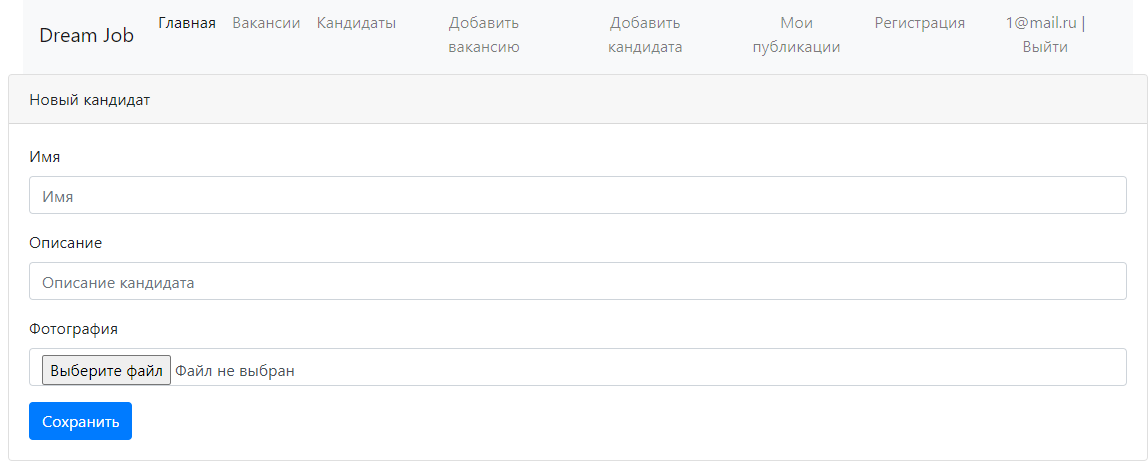 Dream Job Главная Вакансии Кандидаты Добавить вакансию Добавить кандидата Мои публикации Регистрация 1@mail.ru | Выйти
Новый кандидат
Имя
Имя
Описание
Описание кандидата
Фотография
Выберите файл Файл не выбран
Сохранить